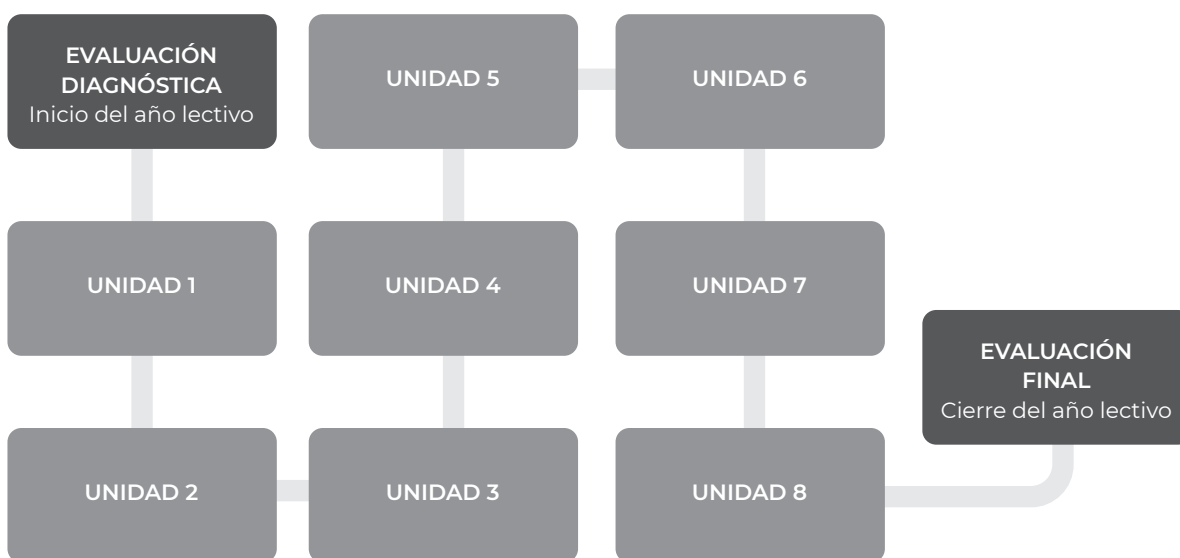 EVALUACIÓN
DIAGNÓSTICA
Inicio del año lectivo
UNIDAD 1
UNIDAD 2
UNIDAD 3
UNIDAD 4
UNIDAD 5
UNIDAD 6
UNIDAD 7
UNIDAD 8
EVALUACIÓN
FINAL
Cierre del año lectivo